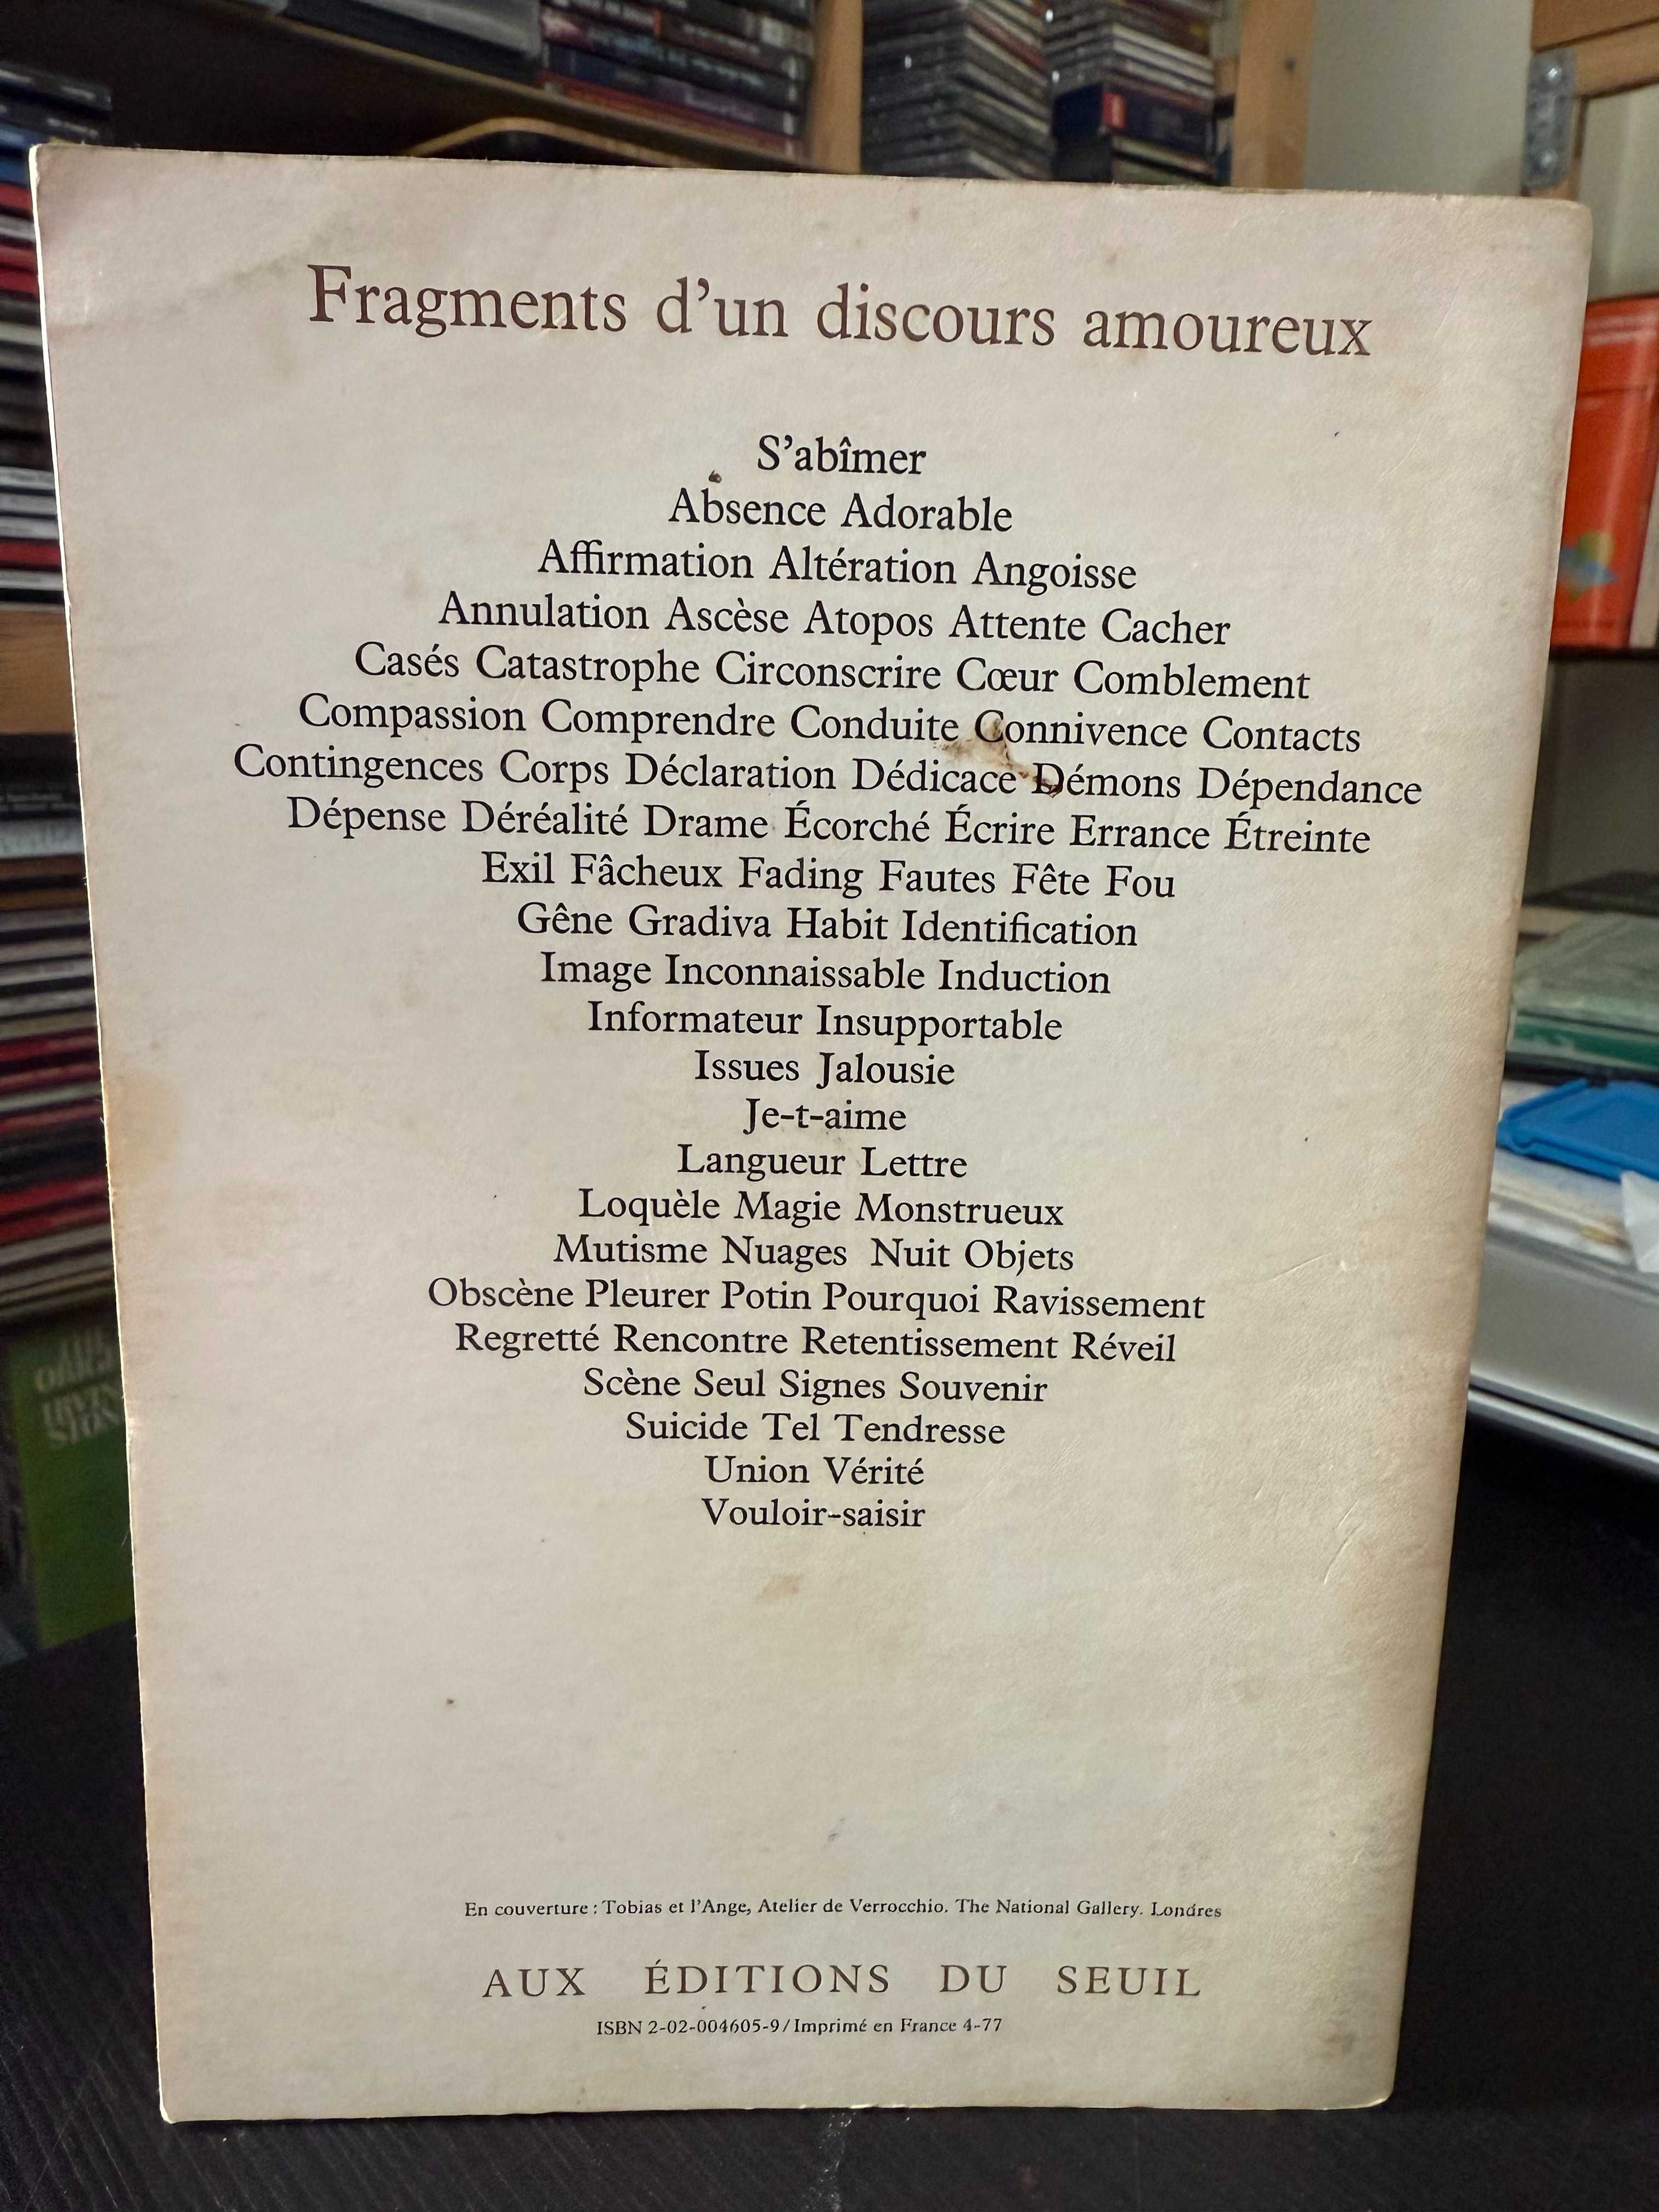 Fragments d'un discours amoureux
S'abîmer
Absence Adorable
Affirmation Altération Angoisse
Annulation Ascèse Atopos Attente Cacher
Casés Catastrophe Circonscrire Cœur Comblement
Compassion Comprendre Conduite Connivence Contacts
Contingences Corps Déclaration Dédicace Démons Dépendance
Dépense Déréalité Drame Écorché Écrire Errance Étreinte
Exil Fâcheux Fading Fautes Fête Fou
Gêne Gradiva Habit Identification
Image Inconnaissable Induction
Informateur Insupportable
Issues Jalousie
Je-t-aime
Langueur Lettre
Loquèle Magie Monstrueux
Mutisme Nuages Nuit Objets
Obscène Pleurer Potin Pourquoi Ravissement
Regretté Rencontre Retentissement Réveil
Scène Seul Signes Souvenir
Suicide Tel Tendresse
Union Vérité
Vouloir-saisir
En couverture : Tobias et l'Ange, Atelier de Verrocchio. The National Gallery. Londres
AUX ÉDITIONS DU SEUIL
ISBN 2-02-004605-9/Imprimé en France 4-77